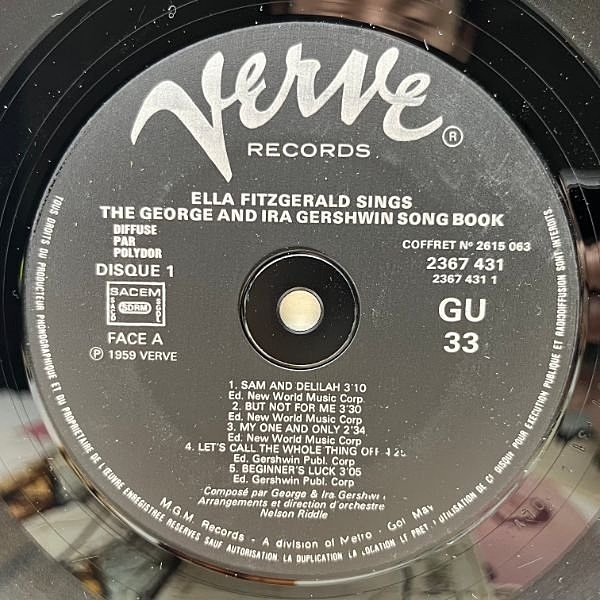 Verve
®
RECORDS
ELLA FITZGERALD SINGS
THE GEORGE AND IRA GERSHWIN SONG BOOK
DIFFUSE
PAR
POLYDOR
DISQUE 1
SACEM
SACD SDRM SGDL
FACE A
Ⓟ 1959 VERVE
COFFRET Nº 2615 063
2367 431
2367 431 1
GU
33
1. SAM AND DELILAH 3'10
Ed. New World Music Corp
2. BUT NOT FOR ME 3'30
Ed. New World Music Corp
3. MY ONE AND ONLY 2'34
Ed. New World Music Corp
4. LET'S CALL THE WHOLE THING OFF
Ed. Gershwin Publ. Corp
5. BEGINNER'S LUCK 3'05
Ed. Gershwin Publ. Corp
Composé par George & Ira
Arrangements et direction d'orchestre
Nelson Riddle
M.G.M. Records - A division of Metro - Gol May
TOUS DROITS DU PRODUCTEUR PHONOGRAPHIQUE ET DU PROPRIETAIRE DE L'ŒUVRE ENREGISTREE RESERVES SAUF AUTORISATION. LA DUPLICATION LA LOCATION LE PRET - UTILISATION DE CE DISQUE POUR EXECUTION PUBLIQUE ET RADIODIFFUSION SONT INTERDITS